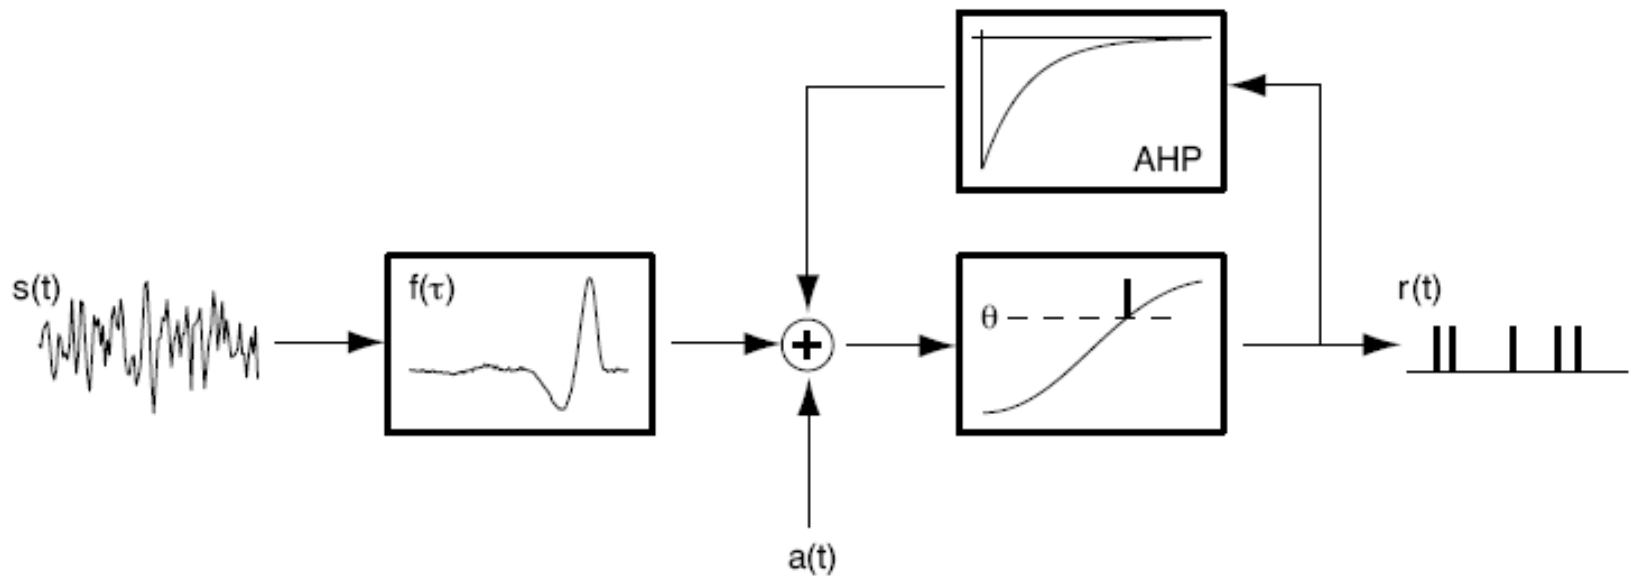 AHP
s(t)
f(τ)
+
θ
r(t)
a(t)